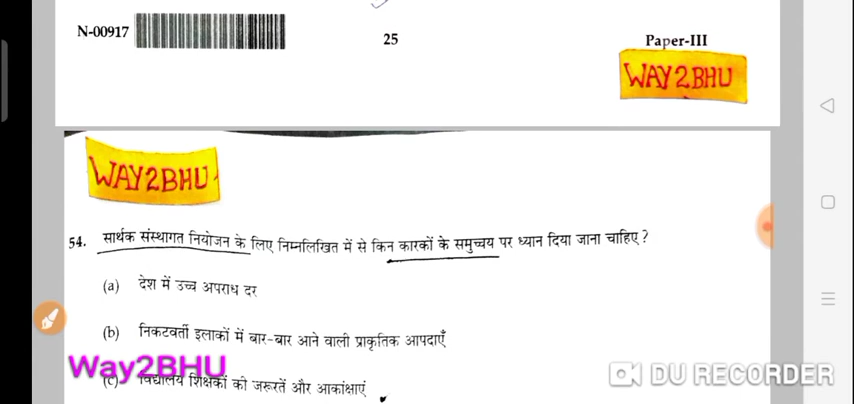 N-00917
25
Paper-III
WAY2BHU
WAY2BHU
54. सार्थक संस्थागत नियोजन के लिए निम्नलिखित में से किन कारकों के समुच्चय पर ध्यान दिया जाना चाहिए ?
(a) देश में उच्च अपराध दर
(b) निकटवर्ती इलाकों में बार-बार आने वाली प्राकृतिक आपदाएँ
Way2BHU
(c) विद्यालय शिक्षकों की जरूरतें और आकांक्षाएं
DU RECORDER